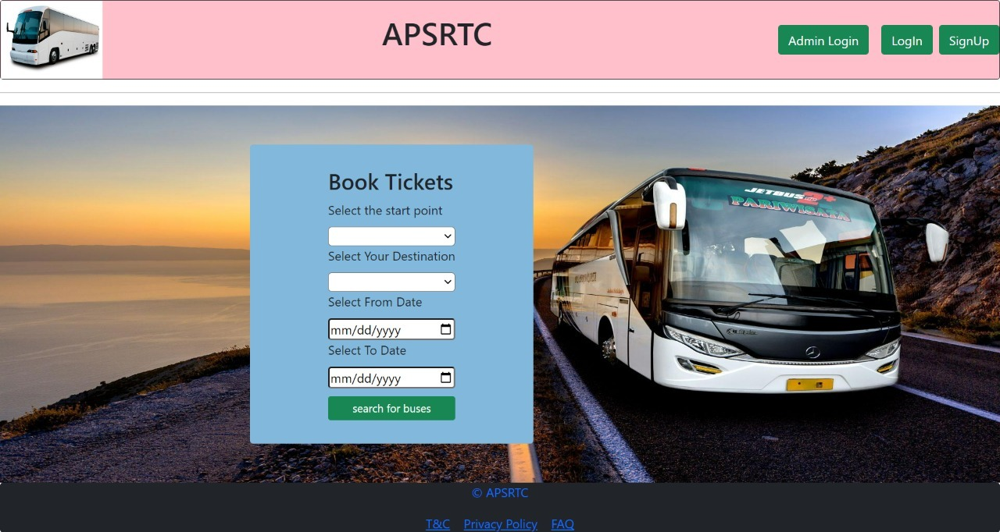 APSRTC
Admin Login
LogIn
SignUp
Book Tickets
Select the start point
Select Your Destination
Select From Date
mm/dd/yyyy
Select To Date
mm/dd/yyyy
search for buses
JETBUS 2+
PARIWISATA
© APSRTC
T&C Privacy Policy FAQ